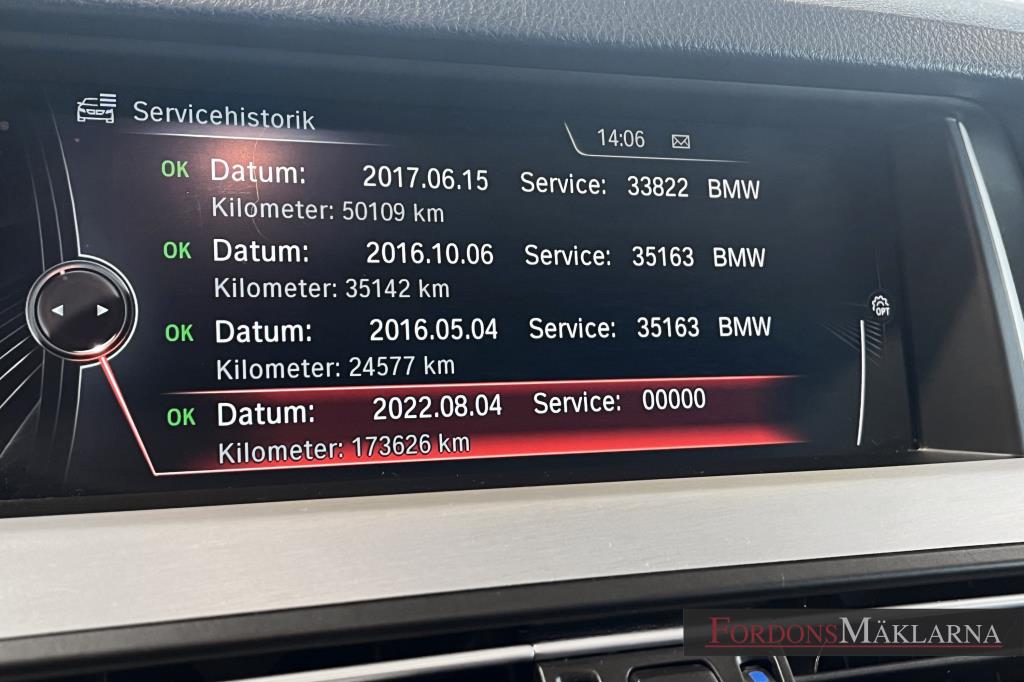 Servicehistorik
14:06
OK Datum: 2017.06.15 Service: 33822 BMW
Kilometer: 50109 km
OK Datum: 2016.10.06 Service: 35163 BMW
Kilometer: 35142 km
OK Datum: 2016.05.04 Service: 35163 BMW
Kilometer: 24577 km
OK Datum: 2022.08.04 Service: 00000
Kilometer: 173626 km
OPT
FORDONSMÄKLARNA